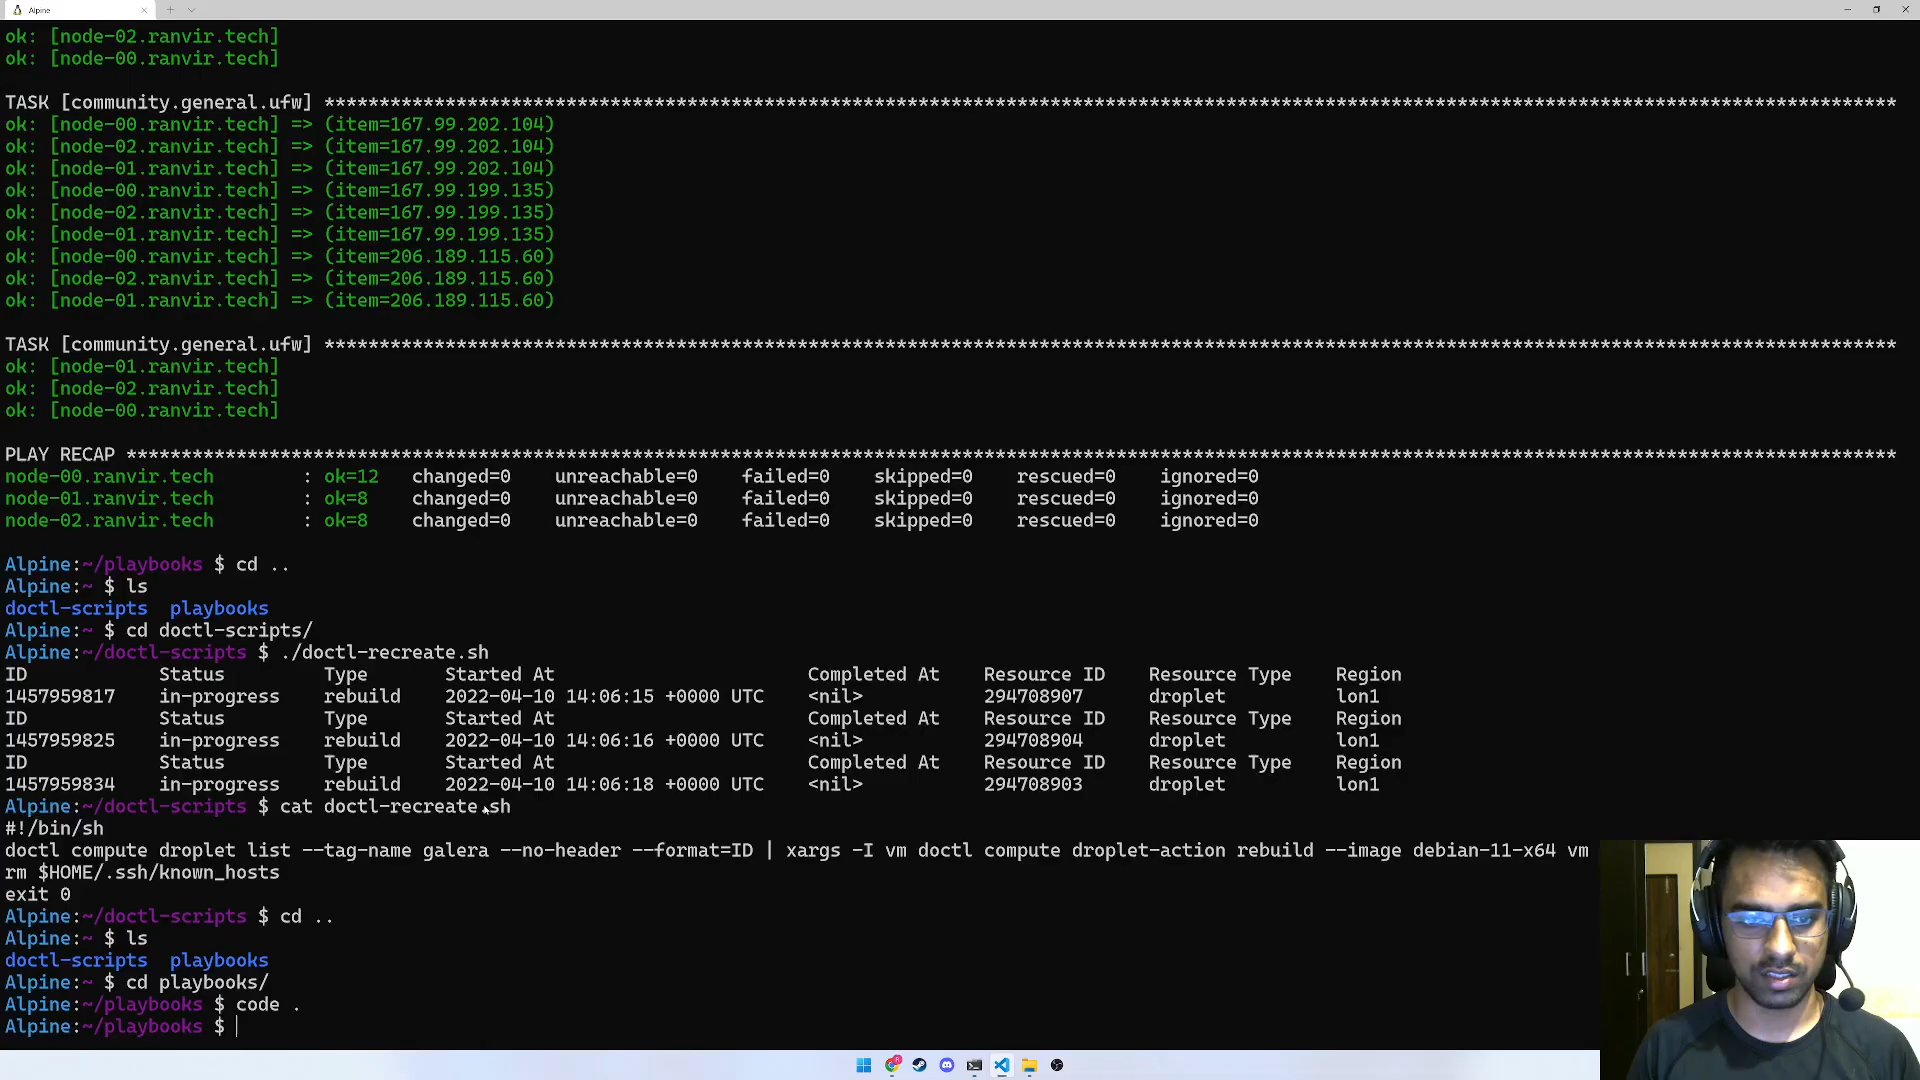 Alpine
ok: [node-02.ranvir.tech]
ok: [node-00.ranvir.tech]
TASK [community.general.ufw] ***********************************************************************************************************************************************
ok: [node-00.ranvir.tech] => (item=167.99.202.104)
ok: [node-02.ranvir.tech] => (item=167.99.202.104)
ok: [node-01.ranvir.tech] => (item=167.99.202.104)
ok: [node-00.ranvir.tech] => (item=167.99.199.135)
ok: [node-02.ranvir.tech] => (item=167.99.199.135)
ok: [node-01.ranvir.tech] => (item=167.99.199.135)
ok: [node-00.ranvir.tech] => (item=206.189.115.60)
ok: [node-02.ranvir.tech] => (item=206.189.115.60)
ok: [node-01.ranvir.tech] => (item=206.189.115.60)
TASK [community.general.ufw] ***********************************************************************************************************************************************
ok: [node-01.ranvir.tech]
ok: [node-02.ranvir.tech]
ok: [node-00.ranvir.tech]
PLAY RECAP *****************************************************************************************************************************************************************
node-00.ranvir.tech : ok=12 changed=0 unreachable=0 failed=0 skipped=0 rescued=0 ignored=0
node-01.ranvir.tech : ok=8 changed=0 unreachable=0 failed=0 skipped=0 rescued=0 ignored=0
node-02.ranvir.tech : ok=8 changed=0 unreachable=0 failed=0 skipped=0 rescued=0 ignored=0
Alpine:~/playbooks $ cd ..
Alpine:~ $ ls
doctl-scripts playbooks
Alpine:~ $ cd doctl-scripts/
Alpine:~/doctl-scripts $ ./doctl-recreate.sh
ID Status Type Started At Completed At Resource ID Resource Type Region
1457959817 in-progress rebuild 2022-04-10 14:06:15 +0000 UTC <nil> 294708907 droplet lon1
ID Status Type Started At Completed At Resource ID Resource Type Region
1457959825 in-progress rebuild 2022-04-10 14:06:16 +0000 UTC <nil> 294708904 droplet lon1
ID Status Type Started At Completed At Resource ID Resource Type Region
1457959834 in-progress rebuild 2022-04-10 14:06:18 +0000 UTC <nil> 294708903 droplet lon1
Alpine:~/doctl-scripts $ cat doctl-recreate.sh
#!/bin/sh
doctl compute droplet list --tag-name galera --no-header --format=ID | xargs -I vm doctl compute droplet-action rebuild --image debian-11-x64 vm
rm $HOME/.ssh/known_hosts
exit 0
Alpine:~/doctl-scripts $ cd ..
Alpine:~ $ ls
doctl-scripts playbooks
Alpine:~ $ cd playbooks/
Alpine:~/playbooks $ code .
Alpine:~/playbooks $